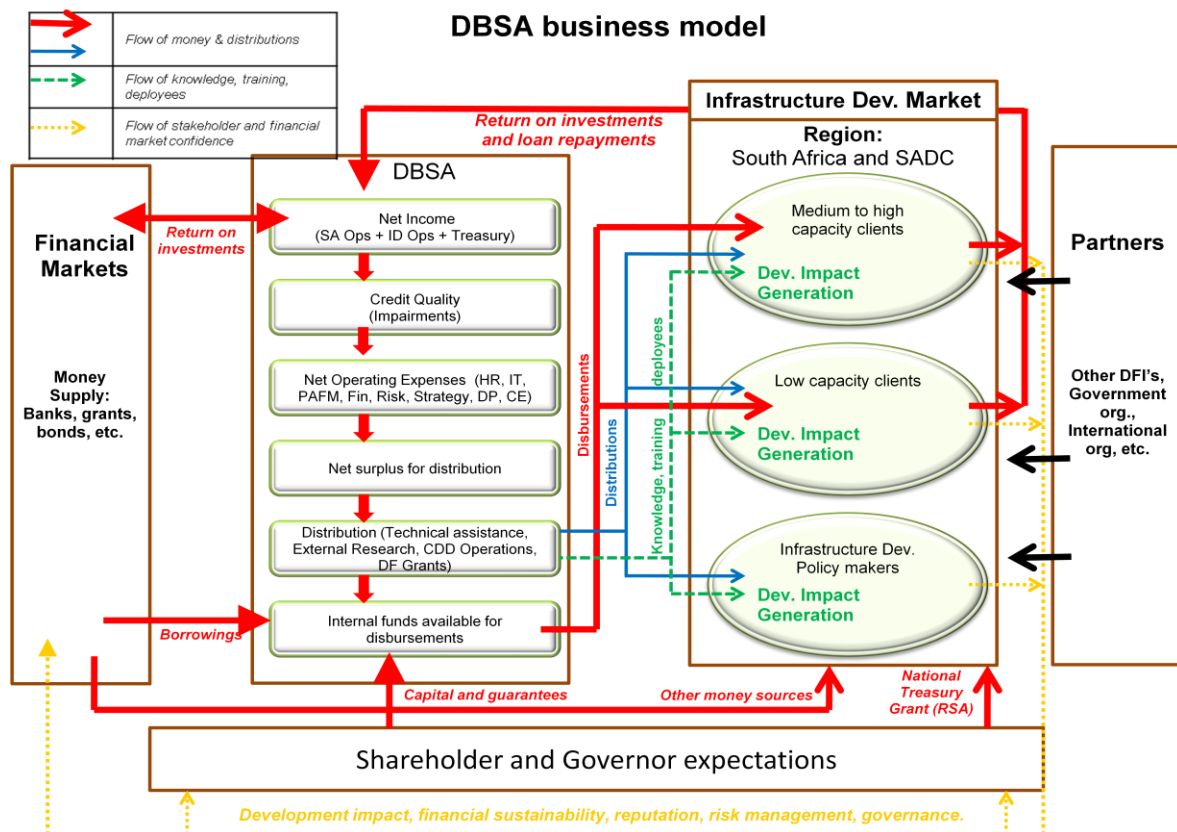 DBSA business model
Flow of money & distributions
Flow of knowledge, training,
deployees
Flow of stakeholder and financial
market confidence
Financial
Markets
Money
Supply:
Banks, grants,
bonds, etc.
Return on
investments
Borrowings
DBSA
Net Income
(SA Ops + ID Ops + Treasury)
Credit Quality
(Impairments)
Net Operating Expenses (HR, IT,
PAFM, Fin, Risk, Strategy, DP, CE)
Net surplus for distribution
Distribution (Technical assistance,
External Research, CDD Operations,
DF Grants)
Internal funds available for
disbursements
Return on investments
and loan repayments
Disbursements
Distributions
Knowledge, training
deployees
Infrastructure Dev. Market
Region:
South Africa and SADC
Medium to high
capacity clients
Dev. Impact
Generation
Low capacity clients
Dev. Impact
Generation
Infrastructure Dev.
Policy makers
Dev. Impact
Generation
Partners
Other DFI's,
Government
org.,
International
org, etc.
Capital and guarantees
Other money sources
National
Treasury
Grant (RSA)
Shareholder and Governor expectations
Development impact, financial sustainability, reputation, risk management, governance.